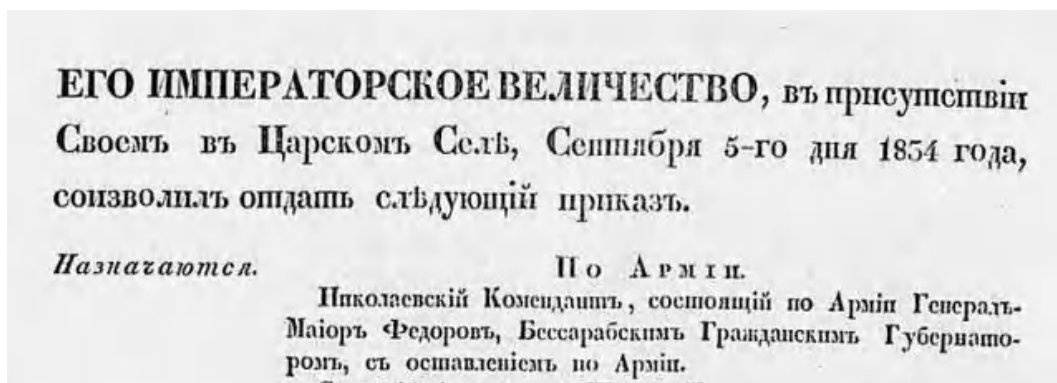 ЕГО ИМПЕРАТОРСКОЕ ВЕЛИЧЕСТВО, въ присутствіи
Своемъ въ Царскомъ Селѣ, Сентября 5-го дня 1834 года,
соизволилъ отдать слѣдующій приказъ.
Назначаются.
По Арміи.
Николаевскій Комендантъ, состоящій по Арміи Генералъ-
Маіоръ Федоровъ, Бессарабскимъ Гражданскимъ Губернато-
ромъ, съ оставленіемъ по Арміи.